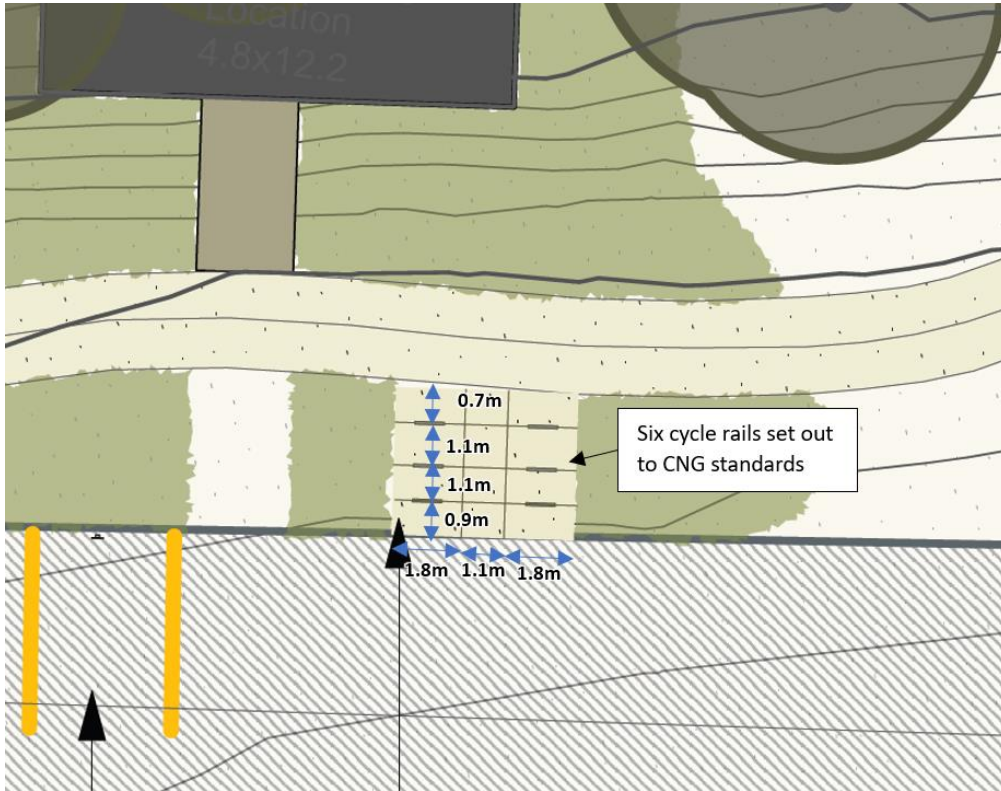 Location
4.8x12.2
0.7m
1.1m
Six cycle rails set out
to CNG standards
1.1m
0.9m
1.8m 1.1m 1.8m